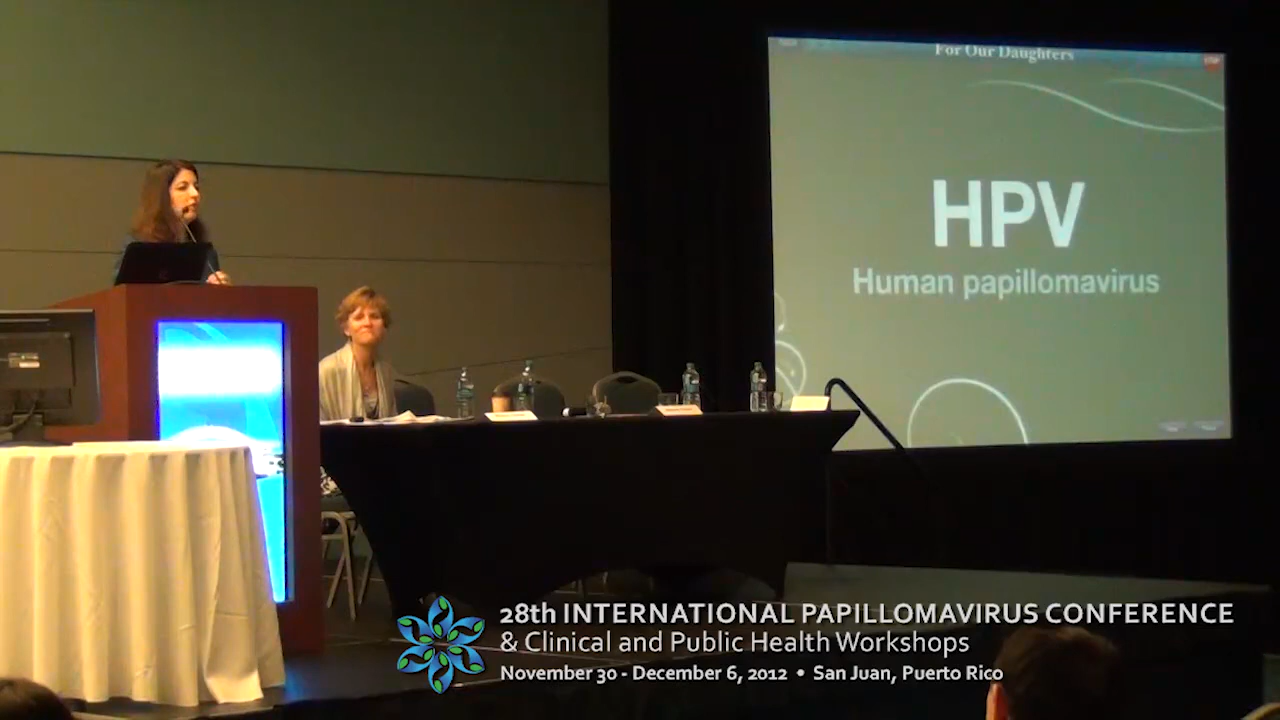 For Our Daughters
HPV
Human papillomavirus
28th INTERNATIONAL PAPILLOMAVIRUS CONFERENCE
& Clinical and Public Health Workshops
November 30 - December 6, 2012 • San Juan, Puerto Rico